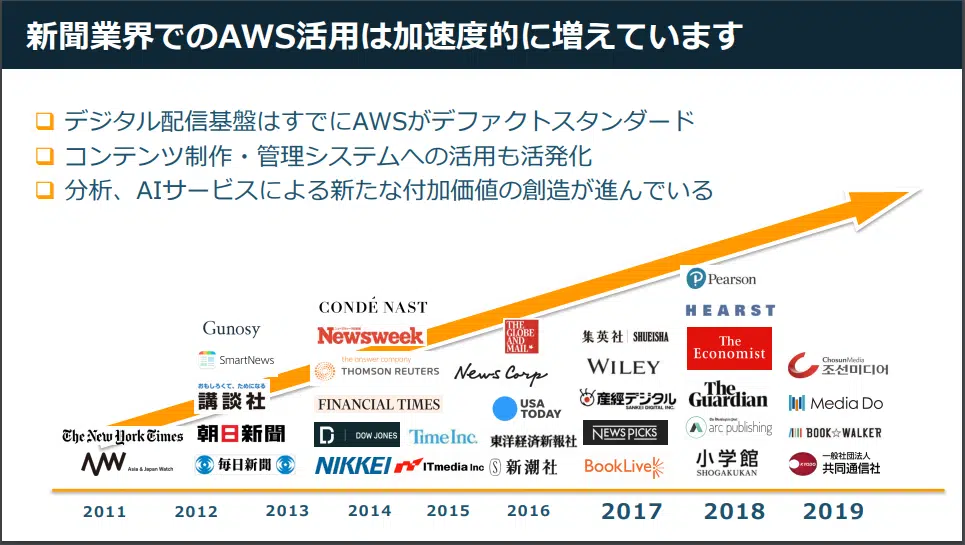 新聞業界でのAWS活用は加速度的に増えています
デジタル配信基盤はすでにAWSがデファクトスタンダード
コンテンツ制作・管理システムへの活用も活発化
分析、AIサービスによる新たな付加価値の創造が進んでいる
Pearson
CONDÉ NAST
HEARST
Gunosy
Newsweek
THE GLOBE AND MAIL
集英社 SHUEISHA
The Economist
SmartNews
the answer company
THOMSON REUTERS
News Corp
WILEY
ChosunMedia
조선미디어
おもしろくて、ためになる
講談社
FINANCIAL TIMES
USA TODAY
産経デジタル
SANKEI DIGITAL INC.
The Guardian
Media Do
The New York Times
朝日新聞
D DOW JONES
Time Inc.
東洋経済新報社
NEWS PICKS
arc publishing
BOOK☆WALKER
Asia & Japan Watch
毎日新聞
NIKKEI
ITmedia Inc
新潮社
BookLive
小学館
SHOGAKUKAN
一般社団法人
共同通信社
KYODO
2011 2012 2013 2014 2015 2016 2017 2018 2019